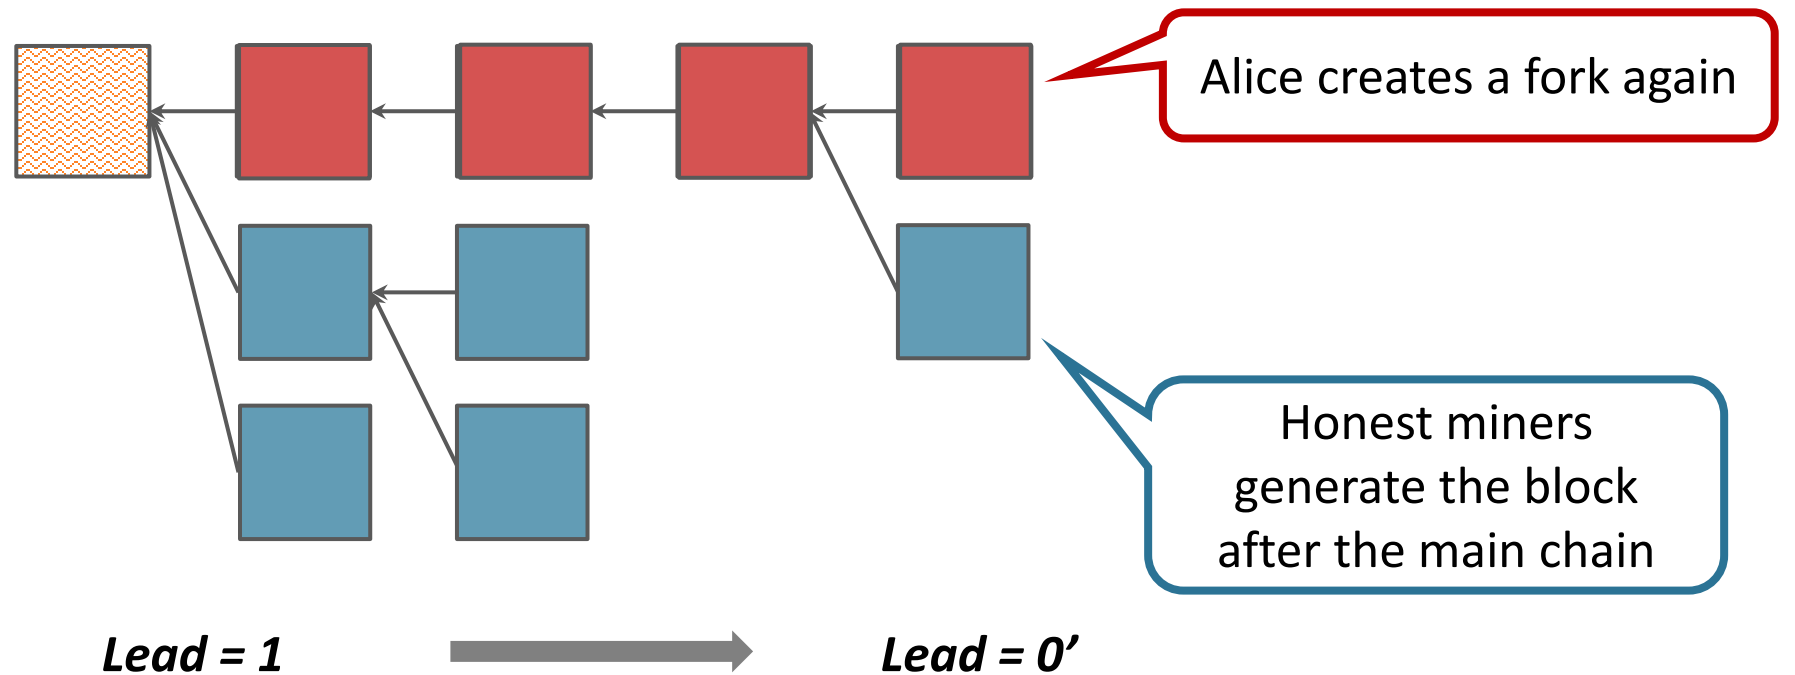 Alice creates a fork again
Honest miners
generate the block
after the main chain
Lead = 1
Lead = 0’